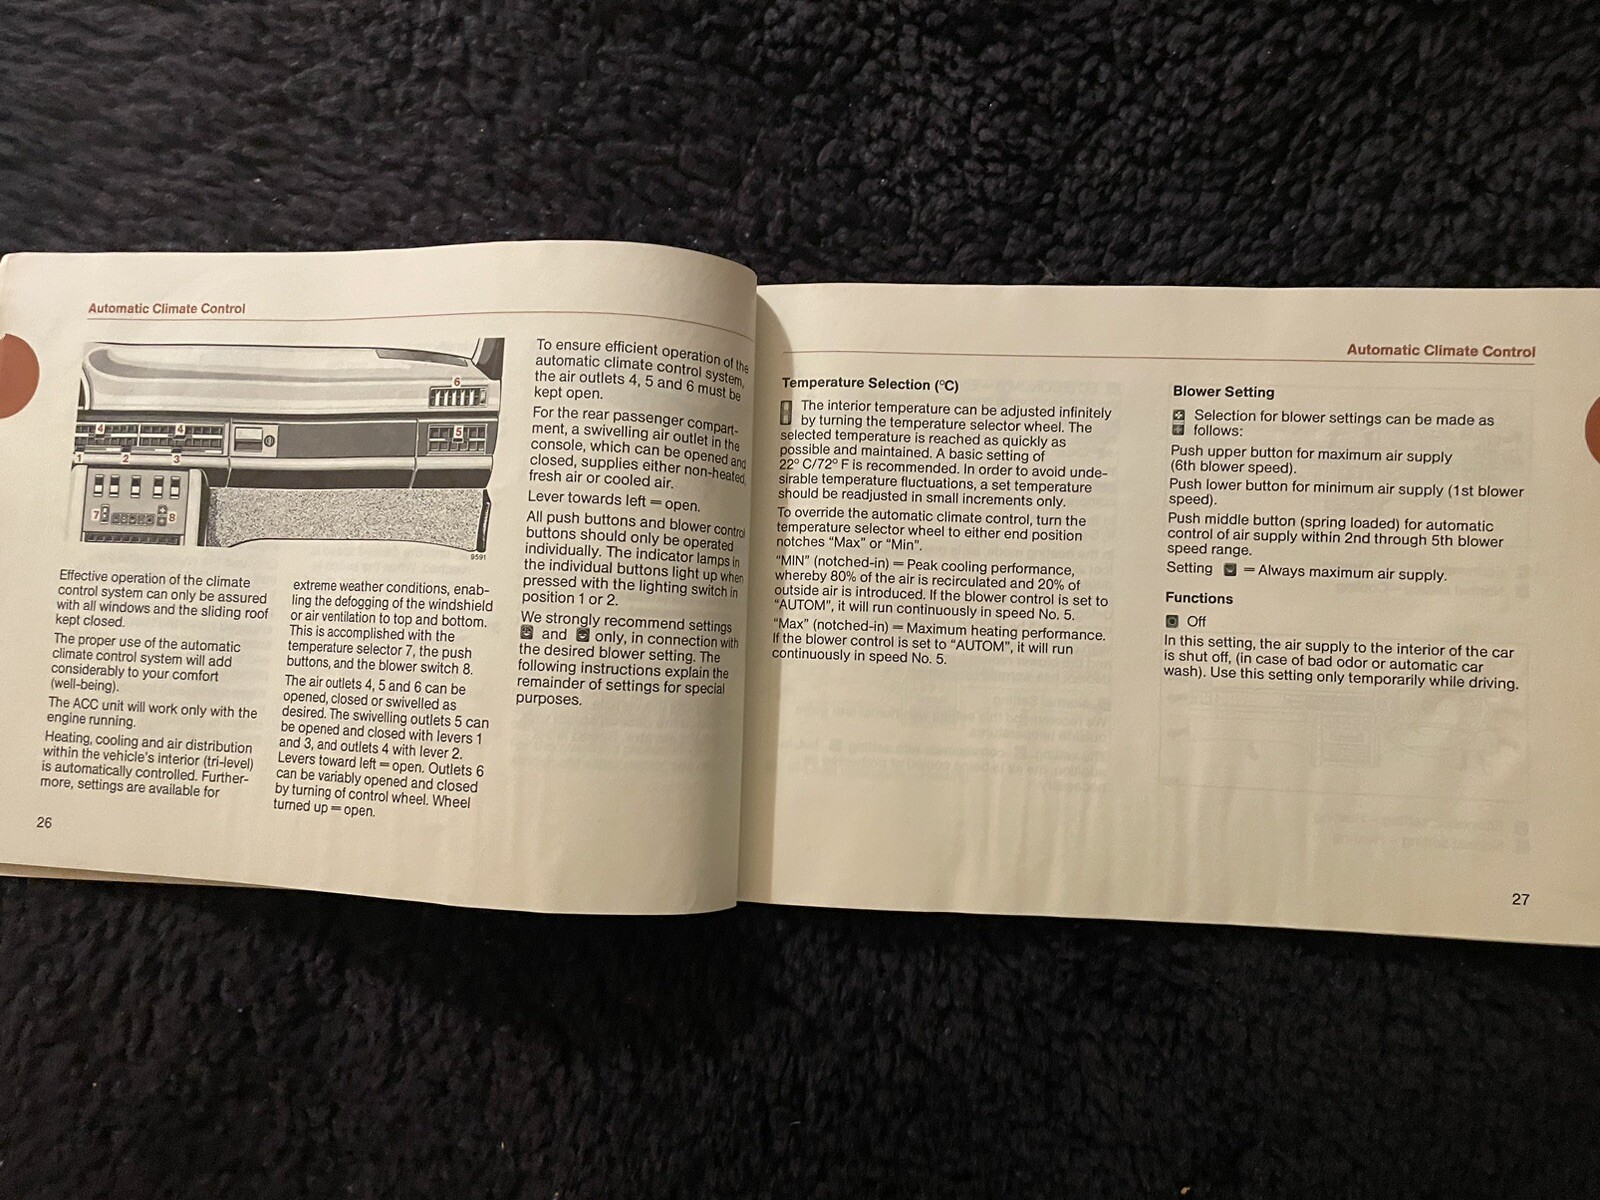 Automatic Climate Control
6
4
4
5
1
2
3
7
8
9591
Effective operation of the climate
control system can only be assured
with all windows and the sliding roof
kept closed.
The proper use of the automatic
climate control system will add
considerably to your comfort
(well-being).
The ACC unit will work only with the
engine running.
Heating, cooling and air distribution
within the vehicle's interior (tri-level)
is automatically controlled. Further-
more, settings are available for
extreme weather conditions, enab-
ling the defogging of the windshield
or air ventilation to top and bottom.
This is accomplished with the
temperature selector 7, the push
buttons, and the blower switch 8.
The air outlets 4, 5 and 6 can be
opened, closed or swivelled as
desired. The swivelling outlets 5 can
be opened and closed with levers 1
and 3, and outlets 4 with lever 2.
Levers toward left = open. Outlets 6
can be variably opened and closed
by turning of control wheel. Wheel
turned up = open.
To ensure efficient operation of the
automatic climate control system,
the air outlets 4, 5 and 6 must be
kept open.
For the rear passenger compart-
ment, a swivelling air outlet in the
console, which can be opened and
closed, supplies either non-heated,
fresh air or cooled air.
Lever towards left = open.
All push buttons and blower control
buttons should only be operated
individually. The indicator lamps in
the individual buttons light up when
pressed with the lighting switch in
position 1 or 2.
We strongly recommend settings
and only, in connection with
the desired blower setting. The
following instructions explain the
remainder of settings for special
purposes.
26
Automatic Climate Control
Temperature Selection (°C)
The interior temperature can be adjusted infinitely
by turning the temperature selector wheel. The
selected temperature is reached as quickly as
possible and maintained. A basic setting of
22° C/72° F is recommended. In order to avoid unde-
sirable temperature fluctuations, a set temperature
should be readjusted in small increments only.
To override the automatic climate control, turn the
temperature selector wheel to either end position
notches “Max” or “Min”.
“MIN” (notched-in) = Peak cooling performance,
whereby 80% of the air is recirculated and 20% of
outside air is introduced. If the blower control is set to
“AUTOM”, it will run continuously in speed No. 5.
“Max” (notched-in) = Maximum heating performance.
If the blower control is set to “AUTOM”, it will run
continuously in speed No. 5.
Blower Setting
Selection for blower settings can be made as
follows:
Push upper button for maximum air supply
(6th blower speed).
Push lower button for minimum air supply (1st blower
speed).
Push middle button (spring loaded) for automatic
control of air supply within 2nd through 5th blower
speed range.
Setting = Always maximum air supply.
Functions
Off
In this setting, the air supply to the interior of the car
is shut off, (in case of bad odor or automatic car
wash). Use this setting only temporarily while driving.
27